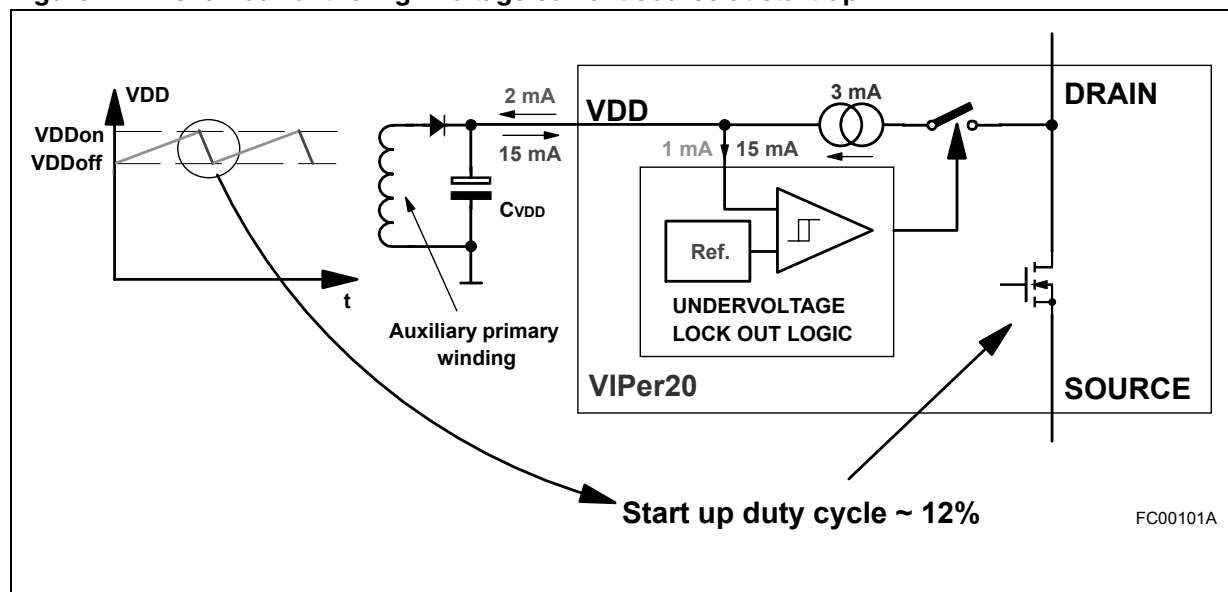 VDD
VDDon
VDDoff
t
2 mA
15 mA
CVDD
Auxiliary primary
winding
VDD
3 mA
DRAIN
1 mA 15 mA
Ref.
UNDERVOLTAGE
LOCK OUT LOGIC
VIPer20
SOURCE
Start up duty cycle ~ 12%
FC00101A